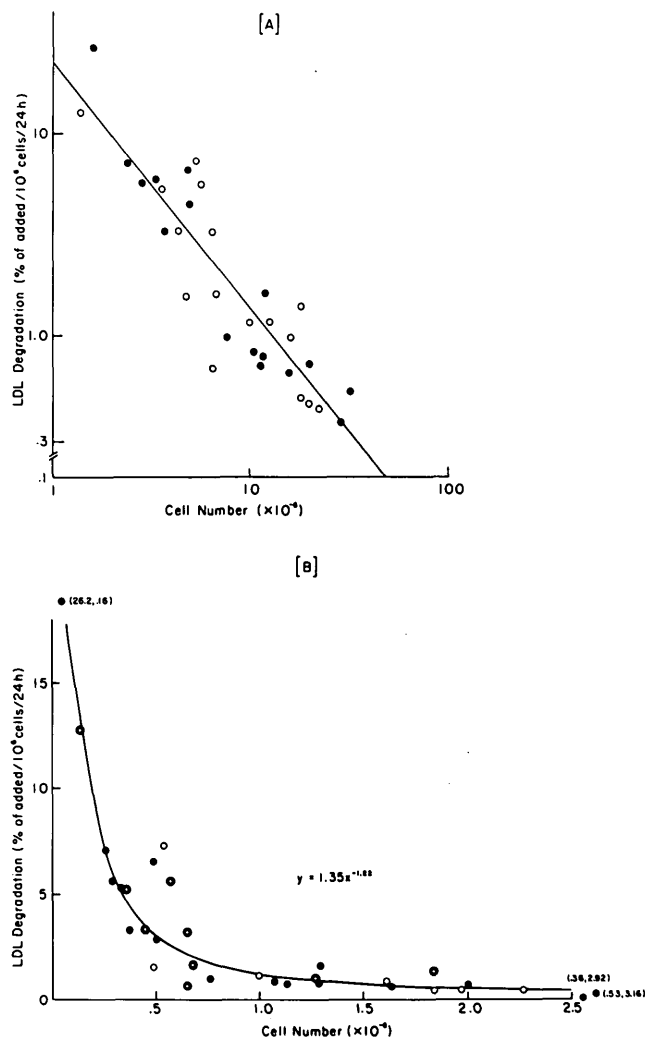 [A]
LDL Degradation (% of added/10⁶cells/24h)
10
1.0
.3
.1
1
10
100
Cell Number (×10⁻⁶)
[B]
(26.2,.16)
LDL Degradation (% of added/10⁶cells/24h)
15
10
5
0
y = 1.35x⁻¹·²²
(.36,2.92)
(.53,3.16)
.5
1.0
1.5
2.0
2.5
Cell Number (×10⁻⁶)